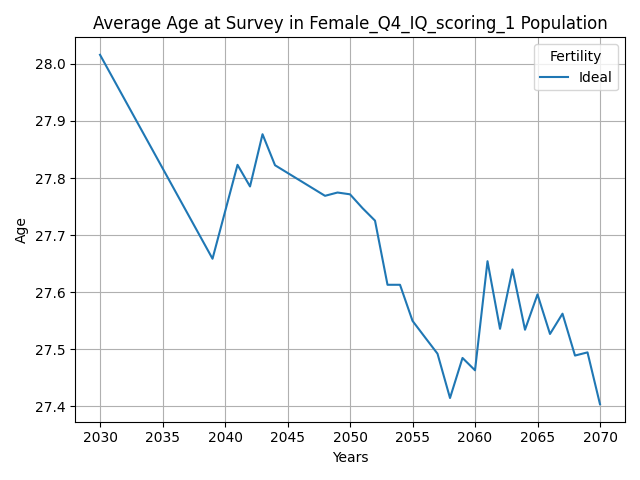 Average Age at Survey in Female_Q4_IQ_scoring_1 Population
Fertility
Ideal
28.0
27.9
27.8
27.7
27.6
27.5
27.4
Age
2030 2035 2040 2045 2050 2055 2060 2065 2070
Years